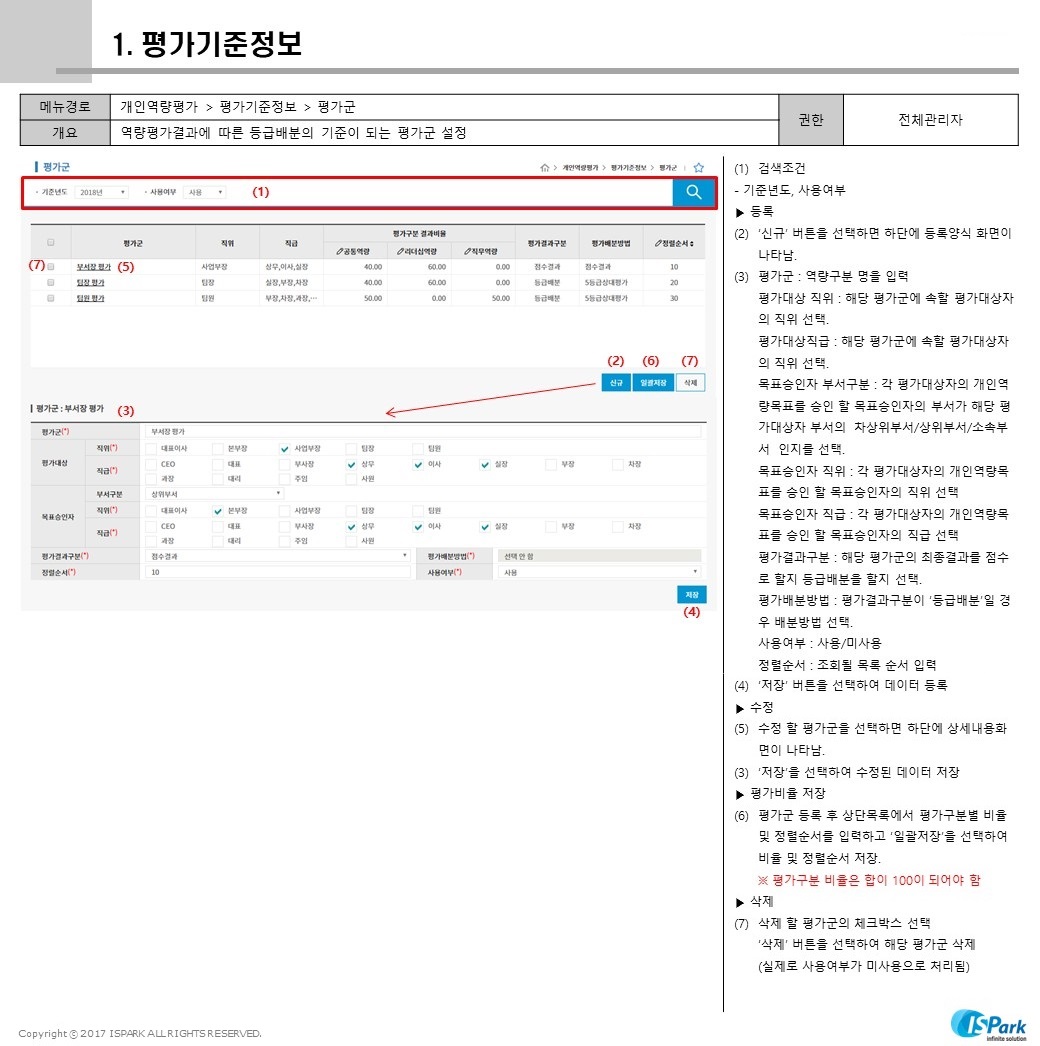 1. 평가기준정보
메뉴경로
개인역량평가 > 평가기준정보 > 평가군
권한
전체관리자
개요
역량평가결과에 따른 등급배분의 기준이 되는 평가군 설정
평가군
> 개인역량평가 > 평가기준정보 > 평가군
기준년도 2018년 사용여부 사용 (1)
평가군 직위 직급 평가구분 결과비율 평가결과구분 평가배분방법 정렬순서
공통역량 리더십역량 직무역량
(7) 부서장 평가 (5) 사업부장 상무,이사,실장 40.00 60.00 0.00 점수결과 점수결과 10
팀장 평가 팀장 실장,부장,차장 40.00 60.00 0.00 등급배분 5등급상대평가 20
팀원 평가 팀원 부장,차장,과장,… 50.00 0.00 50.00 등급배분 5등급상대평가 30
(2) (6) (7)
신규 일괄저장 삭제
평가군 : 부서장 평가 (3)
평가군(*) 부서장 평가
평가대상
직위(*) 대표이사 본부장 사업부장 팀장 팀원
직급(*) CEO 대표 부사장 상무 이사 실장 부장 차장
과장 대리 주임 사원
목표승인자
부서구분 상위부서
직위(*) 대표이사 본부장 사업부장 팀장 팀원
직급(*) CEO 대표 부사장 상무 이사 실장 부장 차장
과장 대리 주임 사원
평가결과구분(*) 점수결과 평가배분방법(*) 선택 안 함
정렬순서(*) 10 사용여부(*) 사용
저장
(4)
(1) 검색조건
- 기준년도, 사용여부
▶ 등록
(2) ‘신규’ 버튼을 선택하면 하단에 등록양식 화면이
나타남.
(3) 평가군 : 역량구분 명을 입력
평가대상 직위 : 해당 평가군에 속할 평가대상자
의 직위 선택.
평가대상직급 : 해당 평가군에 속할 평가대상자
의 직위 선택.
목표승인자 부서구분 : 각 평가대상자의 개인역
량목표를 승인 할 목표승인자의 부서가 해당 평
가대상자 부서의 차상위부서/상위부서/소속부
서 인지를 선택.
목표승인자 직위 : 각 평가대상자의 개인역량목
표를 승인 할 목표승인자의 직위 선택
목표승인자 직급 : 각 평가대상자의 개인역량목
표를 승인 할 목표승인자의 직급 선택
평가결과구분 : 해당 평가군의 최종결과를 점수
로 할지 등급배분을 할지 선택.
평가배분방법 : 평가결과구분이 ‘등급배분’일 경
우 배분방법 선택.
사용여부 : 사용/미사용
정렬순서 : 조회될 목록 순서 입력
(4) ‘저장’ 버튼을 선택하여 데이터 등록
▶ 수정
(5) 수정 할 평가군을 선택하면 하단에 상세내용화
면이 나타남.
(3) ‘저장’을 선택하여 수정된 데이터 저장
▶ 평가비율 저장
(6) 평가군 등록 후 상단목록에서 평가구분별 비율
및 정렬순서를 입력하고 ‘일괄저장’을 선택하여
비율 및 정렬순서 저장.
※ 평가구분 비율은 합이 100이 되어야 함
▶ 삭제
(7) 삭제 할 평가군의 체크박스 선택
‘삭제’ 버튼을 선택하여 해당 평가군 삭제
(실제로 사용여부가 미사용으로 처리됨)
Copyright ⓒ 2017 ISPARK ALL RIGHTS RESERVED.
ISPark
infinite solution